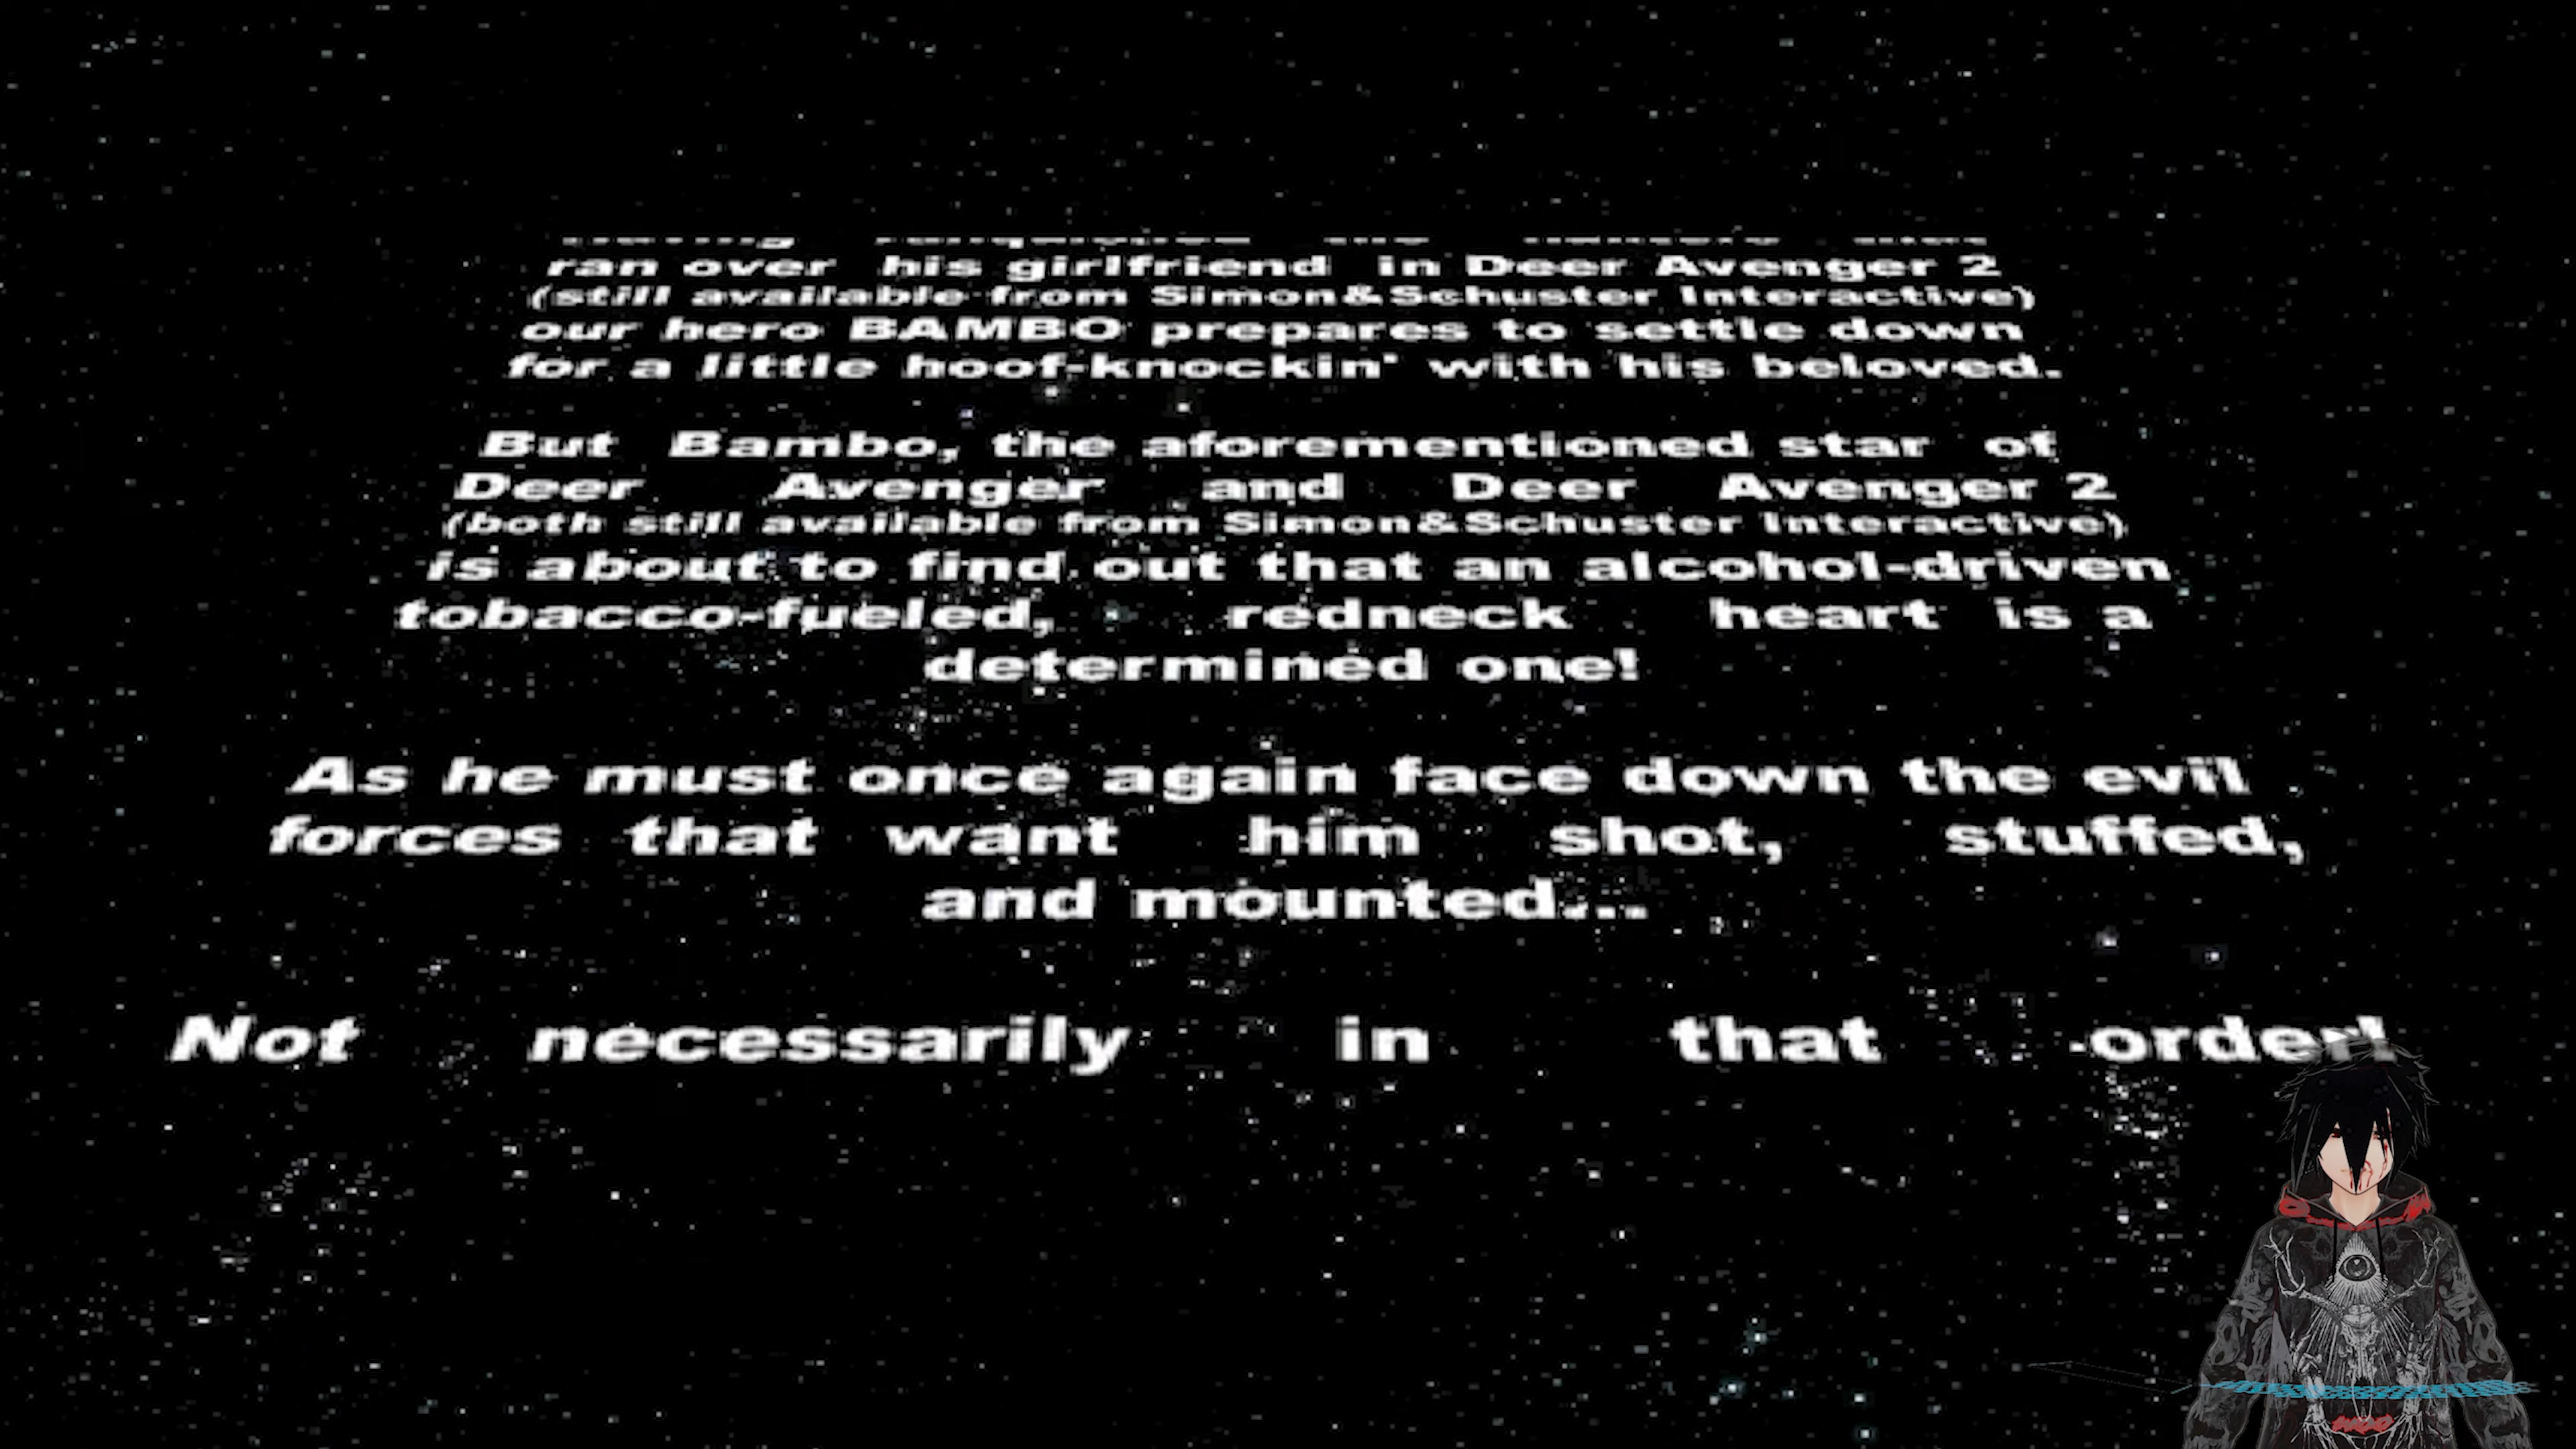 ran over his girlfriend in Deer Avenger 2
(still available from Simon&Schuster Interactive)
our hero BAMBO prepares to settle down
for a little hoof-knockin' with his beloved.
But Bambo, the aforementioned star of
Deer Avenger and Deer Avenger 2
(both still available from Simon&Schuster Interactive)
is about to find out that an alcohol-driven
tobacco-fueled, redneck heart is a
determined one!
As he must once again face down the evil
forces that want him shot, stuffed,
and mounted...
Not necessarily in that order!